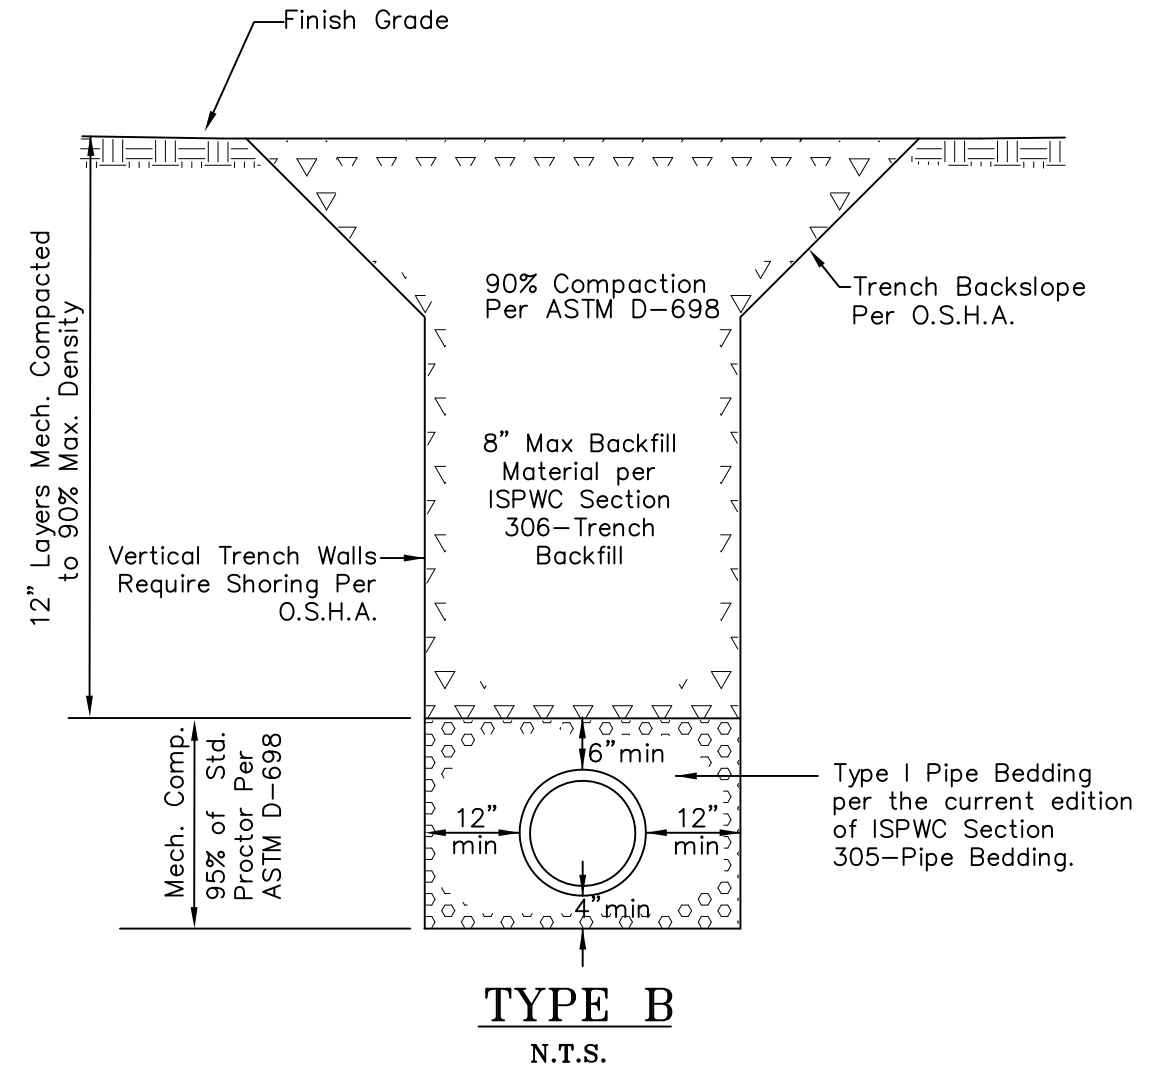 Finish Grade
12" Layers Mech. Compacted
to 90% Max. Density
90% Compaction
Per ASTM D-698
Trench Backslope
Per O.S.H.A.
8" Max Backfill
Material per
ISPWC Section
306-Trench
Backfill
Vertical Trench Walls
Require Shoring Per
O.S.H.A.
Mech. Comp.
95% of Std.
Proctor Per
ASTM D-698
6"min
12"
min
12"
min
4"min
Type I Pipe Bedding
per the current edition
of ISPWC Section
305-Pipe Bedding.
TYPE B
N.T.S.